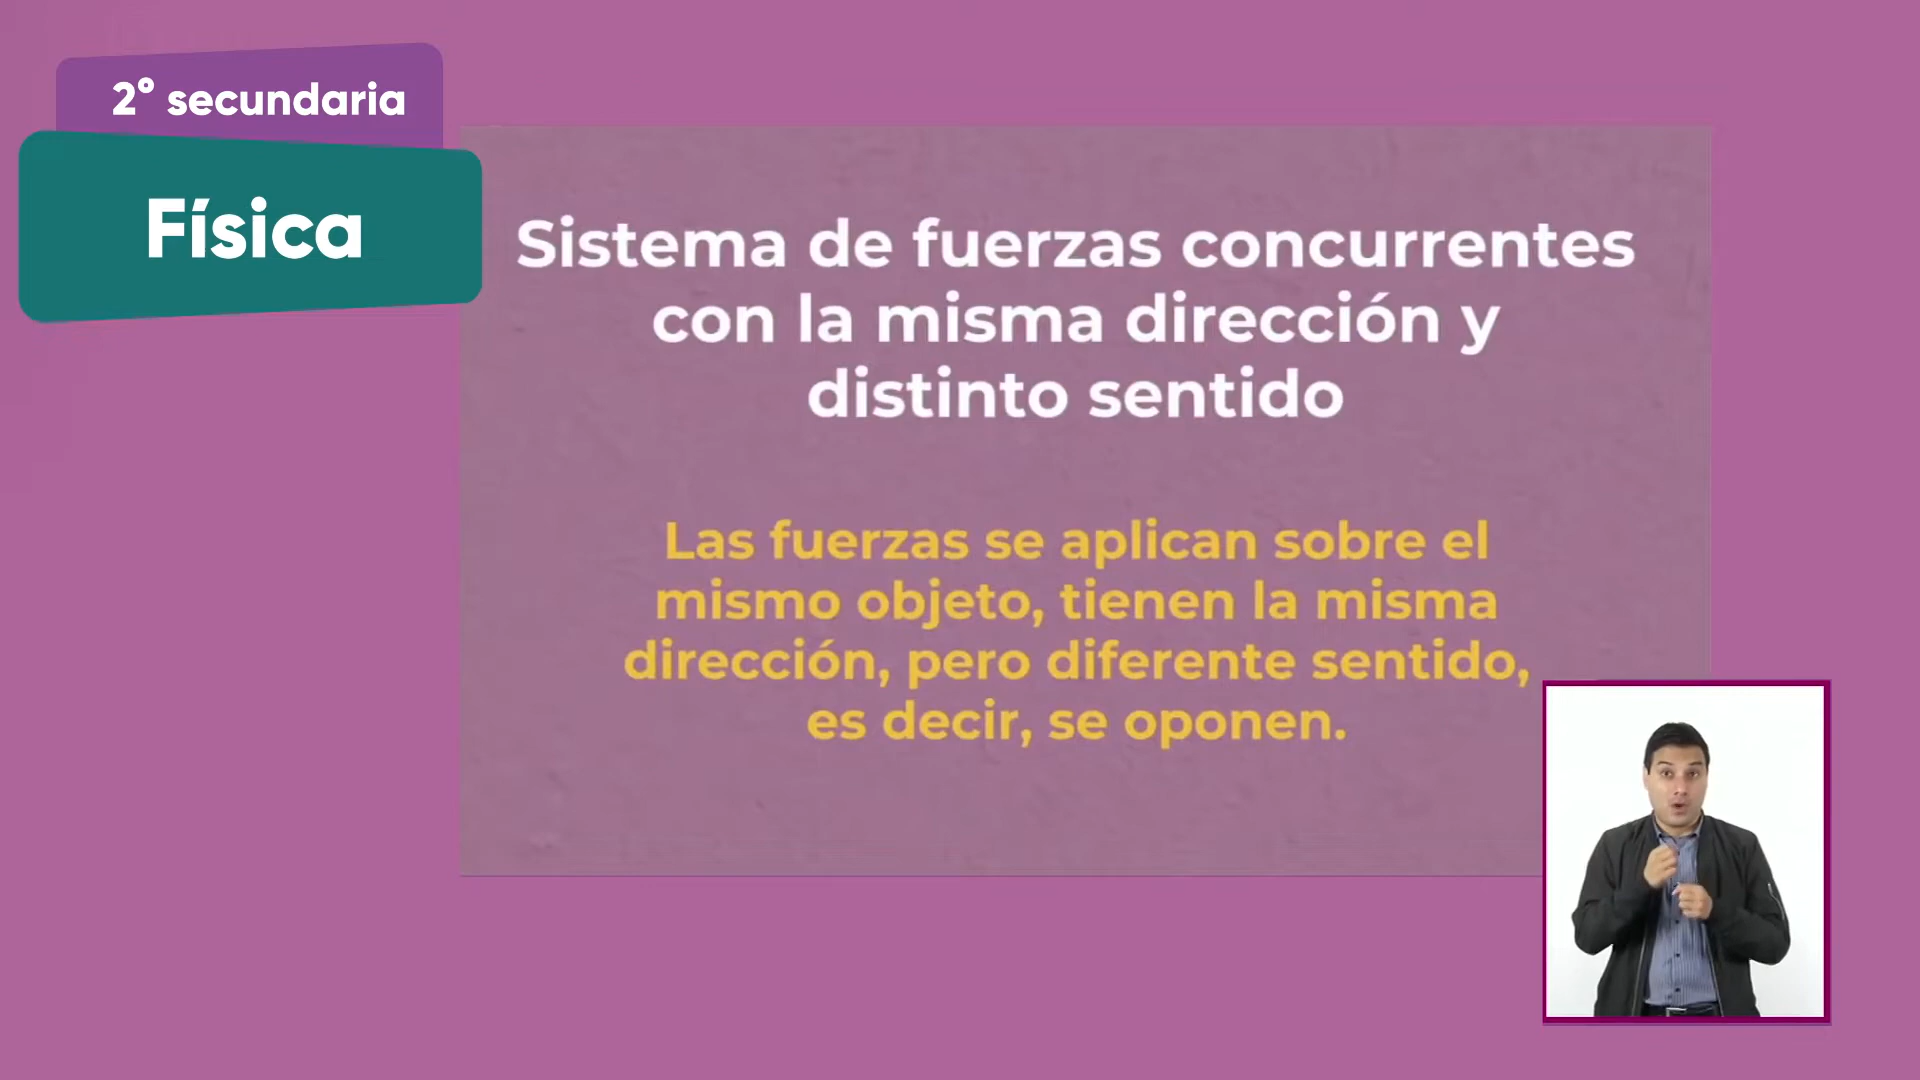 2° secundaria
Física
Sistema de fuerzas concurrentes
con la misma dirección y
distinto sentido
Las fuerzas se aplican sobre el
mismo objeto, tienen la misma
dirección, pero diferente sentido,
es decir, se oponen.